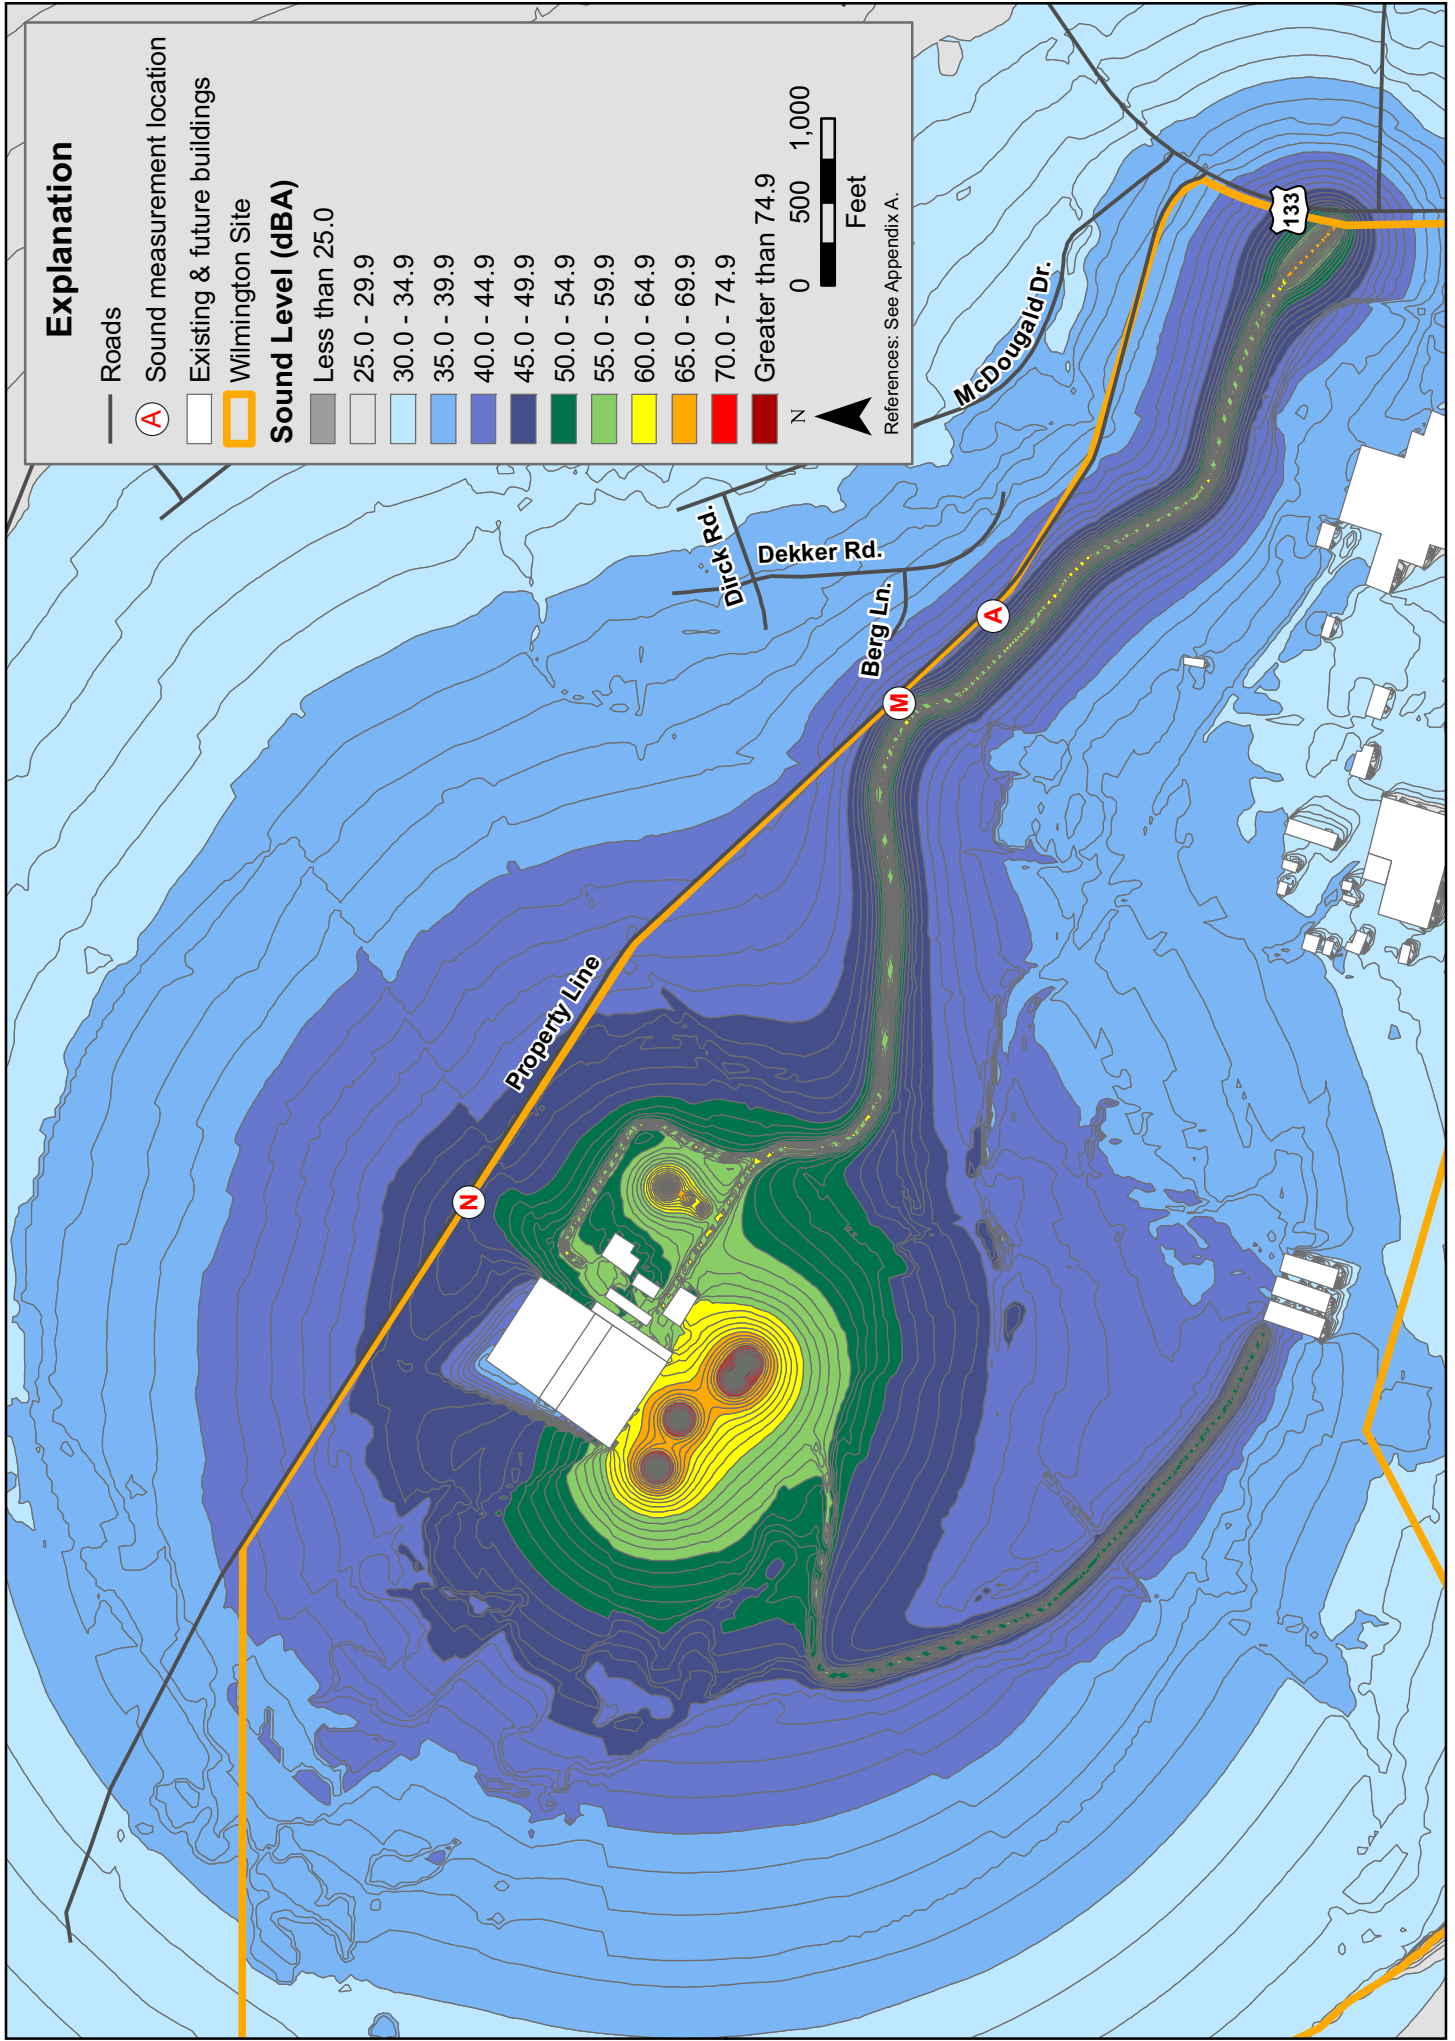 Explanation
Roads
A
Sound measurement location
Existing & future buildings
Wilmington Site
Sound Level (dBA)
Less than 25.0
25.0 - 29.9
30.0 - 34.9
35.0 - 39.9
40.0 - 44.9
45.0 - 49.9
50.0 - 54.9
55.0 - 59.9
60.0 - 64.9
65.0 - 69.9
70.0 - 74.9
Greater than 74.9
N
0 500 1,000
Feet
References: See Appendix A.
Property Line
N
M
A
Berg Ln.
Dekker Rd.
Dirck Rd.
McDougald Dr.
133